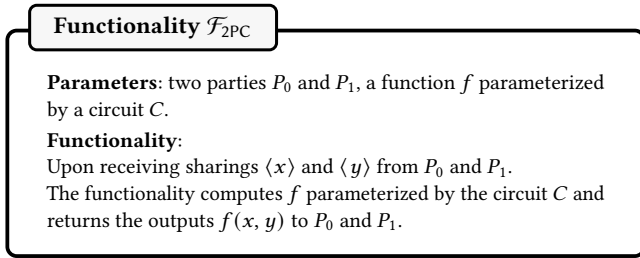 Functionality ℱ2PC
Parameters: two parties P0 and P1, a function f parameterized
by a circuit C.
Functionality:
Upon receiving sharings ⟨x⟩ and ⟨y⟩ from P0 and P1.
The functionality computes f parameterized by the circuit C and
returns the outputs f(x, y) to P0 and P1.